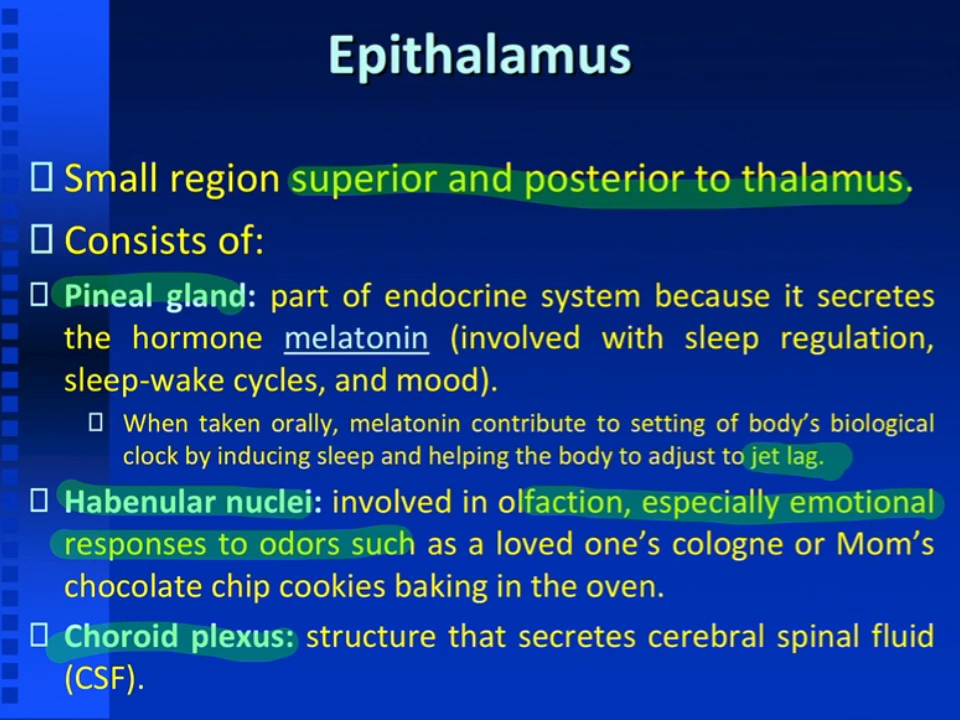 Epithalamus
Small region superior and posterior to thalamus.
Consists of:
Pineal gland: part of endocrine system because it secretes
the hormone melatonin (involved with sleep regulation,
sleep-wake cycles, and mood).
When taken orally, melatonin contribute to setting of body’s biological
clock by inducing sleep and helping the body to adjust to jet lag.
Habenular nuclei: involved in olfaction, especially emotional
responses to odors such as a loved one’s cologne or Mom’s
chocolate chip cookies baking in the oven.
Choroid plexus: structure that secretes cerebral spinal fluid
(CSF).